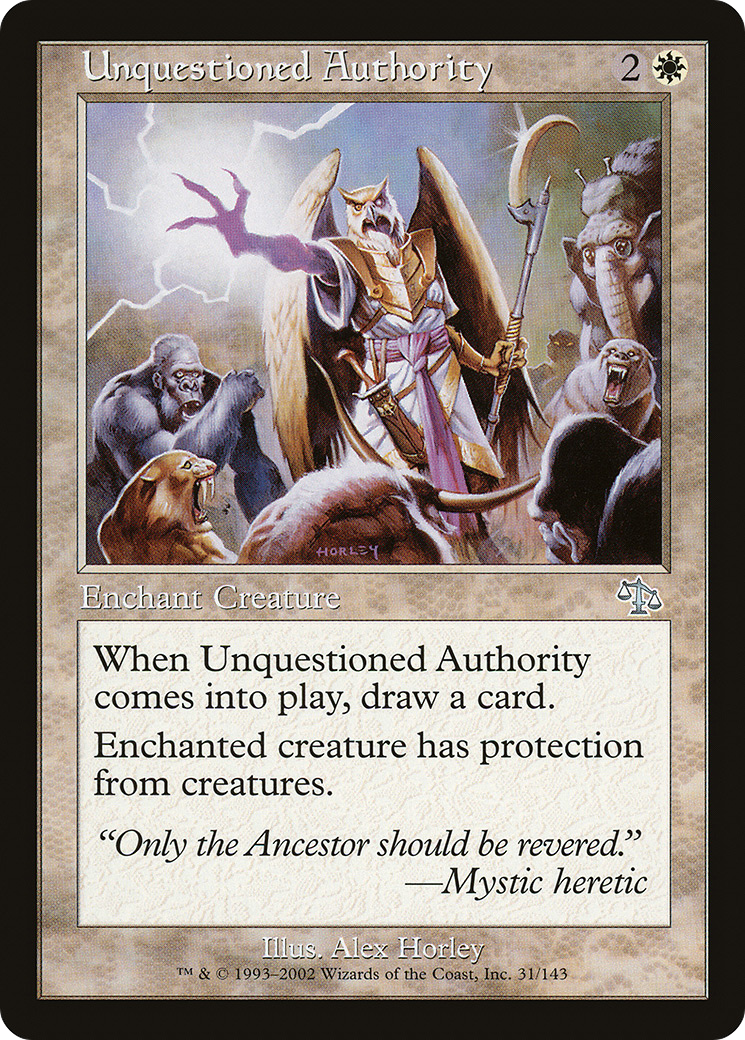 Unquestioned Authority 2
HORLEY
Enchant Creature
When Unquestioned Authority
comes into play, draw a card.
Enchanted creature has protection
from creatures.
“Only the Ancestor should be revered.”
—Mystic heretic
Illus. Alex Horley
™ & © 1993–2002 Wizards of the Coast, Inc. 31/143